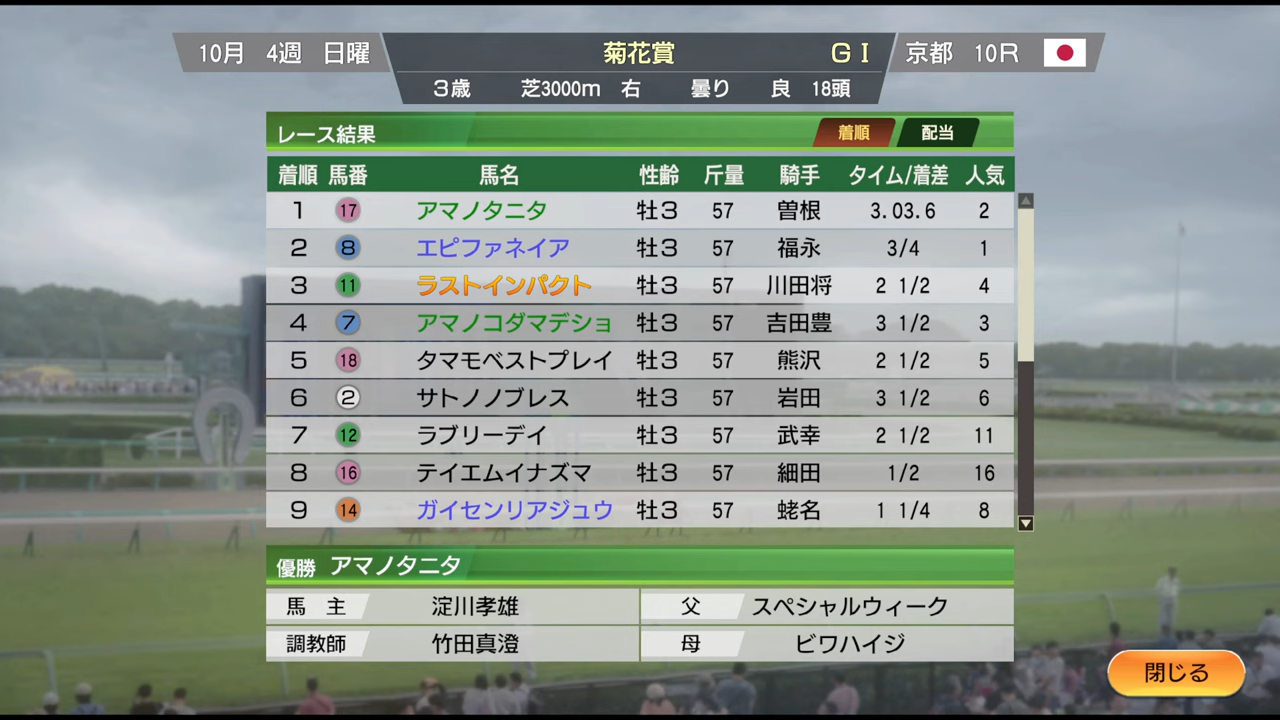 10月 4週 日曜 菊花賞 GⅠ 京都 10R
3歳 芝3000m 右 曇り 良 18頭
レース結果 着順 配当
着順 馬番 馬名 性齢 斤量 騎手 タイム/着差 人気
1 17 アマノタニタ 牡3 57 曽根 3.03.6 2
2 8 エピファネイア 牡3 57 福永 3/4 1
3 11 ラストインパクト 牡3 57 川田将 2 1/2 4
4 7 アマノコダマデショ 牡3 57 吉田豊 3 1/2 3
5 18 タマモベストプレイ 牡3 57 熊沢 2 1/2 5
6 2 サトノノブレス 牡3 57 岩田 3 1/2 6
7 12 ラブリーデイ 牡3 57 武幸 2 1/2 11
8 16 テイエムイナズマ 牡3 57 細田 1/2 16
9 14 ガイセンリアジュウ 牡3 57 蛯名 1 1/4 8
優勝 アマノタニタ
馬主 淀川孝雄 父 スペシャルウィーク
調教師 竹田真澄 母 ビワハイジ
閉じる